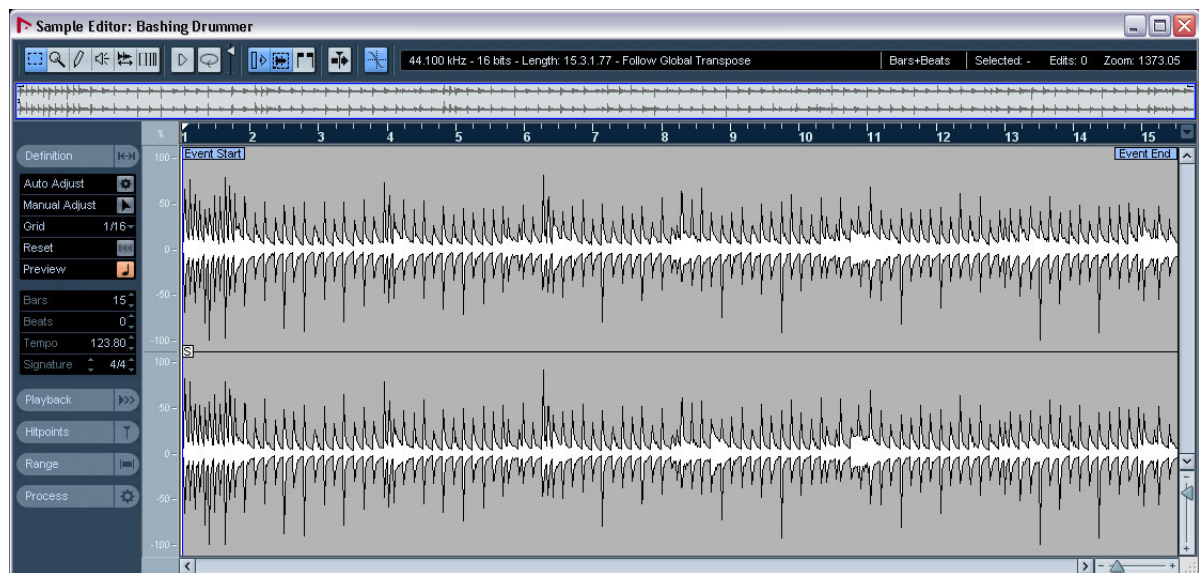 Sample Editor: Bashing Drummer
44.100 kHz - 16 bits - Length: 15.3.1.77 - Follow Global Transpose
Bars+Beats
Selected: -
Edits: 0
Zoom: 1373.05
%
1 2 3 4 5 6 7 8 9 10 11 12 13 14 15
Definition
Auto Adjust
Manual Adjust
Grid 1/16
Reset
Preview
Bars 15
Beats 0
Tempo 123.80
Signature 4/4
Playback
Hitpoints
Range
Process
Event Start
Event End
100
50
0
-50
-100
S
100
50
0
-50
-100